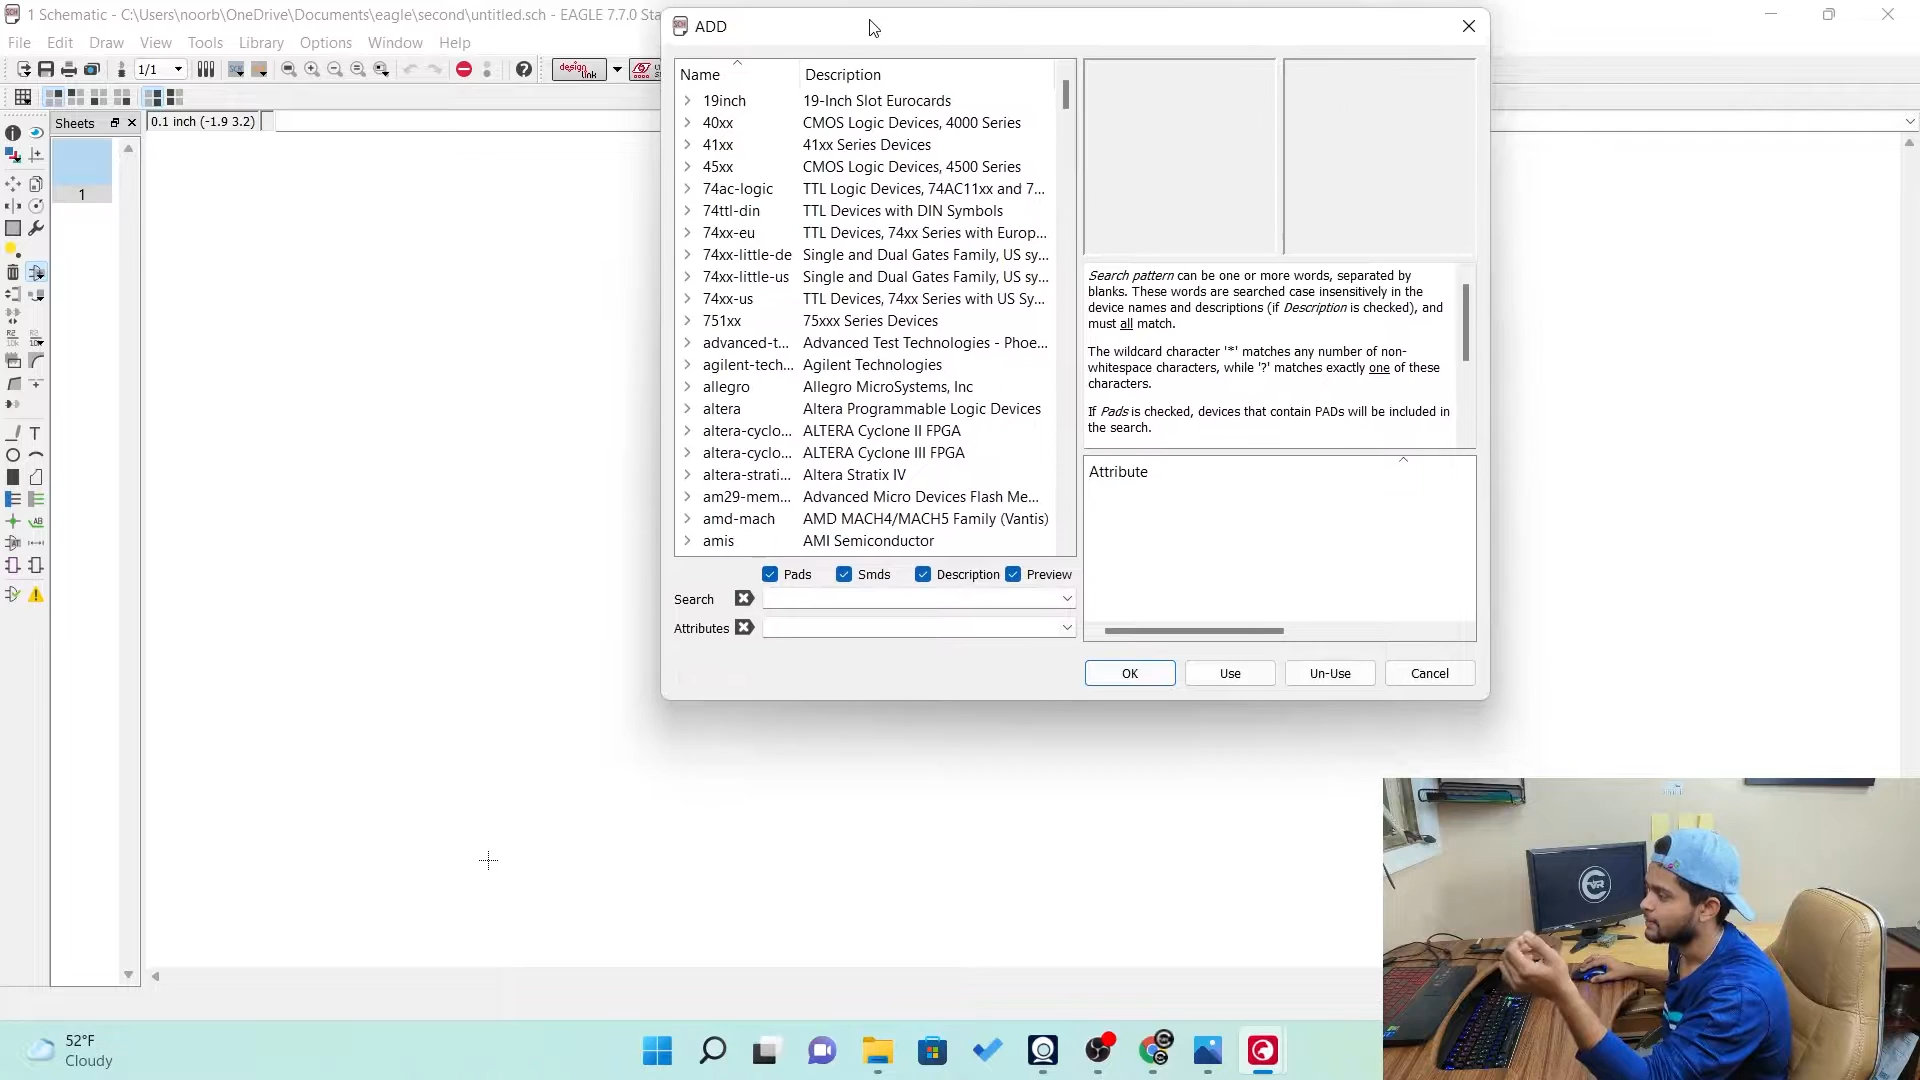 1 Schematic - C:\Users\noorb\OneDrive\Documents\eagle\second\untitled.sch - EAGLE 7.7.0 Sta
File Edit Draw View Tools Library Options Window Help
1/1
design link
Sheets
0.1 inch (-1.9 3.2)
1
ADD
Name Description
19inch 19-Inch Slot Eurocards
40xx CMOS Logic Devices, 4000 Series
41xx 41xx Series Devices
45xx CMOS Logic Devices, 4500 Series
74ac-logic TTL Logic Devices, 74AC11xx and 7...
74ttl-din TTL Devices with DIN Symbols
74xx-eu TTL Devices, 74xx Series with Europ...
74xx-little-de Single and Dual Gates Family, US sy...
74xx-little-us Single and Dual Gates Family, US sy...
74xx-us TTL Devices, 74xx Series with US Sy...
751xx 75xxx Series Devices
advanced-t... Advanced Test Technologies - Phoe...
agilent-tech... Agilent Technologies
allegro Allegro MicroSystems, Inc
altera Altera Programmable Logic Devices
altera-cyclo... ALTERA Cyclone II FPGA
altera-cyclo... ALTERA Cyclone III FPGA
altera-strati... Altera Stratix IV
am29-mem... Advanced Micro Devices Flash Me...
amd-mach AMD MACH4/MACH5 Family (Vantis)
amis AMI Semiconductor
Pads Smds Description Preview
Search
Attributes
Search pattern can be one or more words, separated by
blanks. These words are searched case insensitively in the
device names and descriptions (if Description is checked), and
must all match.
The wildcard character '*' matches any number of non-
whitespace characters, while '?' matches exactly one of these
characters.
If Pads is checked, devices that contain PADs will be included in
the search.
Attribute
OK Use Un-Use Cancel
52°F
Cloudy